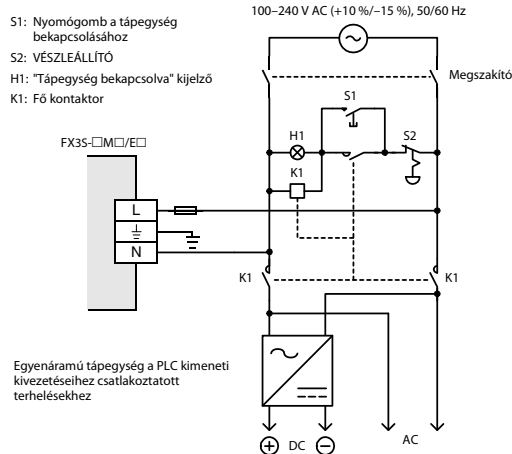 100–240 V AC (+10 %/–15 %), 50/60 Hz
S1: Nyomógomb a tápegység
bekapcsolásához
S2: VÉSZLEÁLLÍTÓ
H1: "Tápegység bekapcsolva" kijelző
K1: Fő kontaktor
Megszakító
S1
H1
S2
K1
FX3S-□M□/E□
L
N
K1
K1
Egyenáramú tápegység a PLC kimeneti
kivezetéseihez csatlakoztatott
terhelésekhez
DC
AC